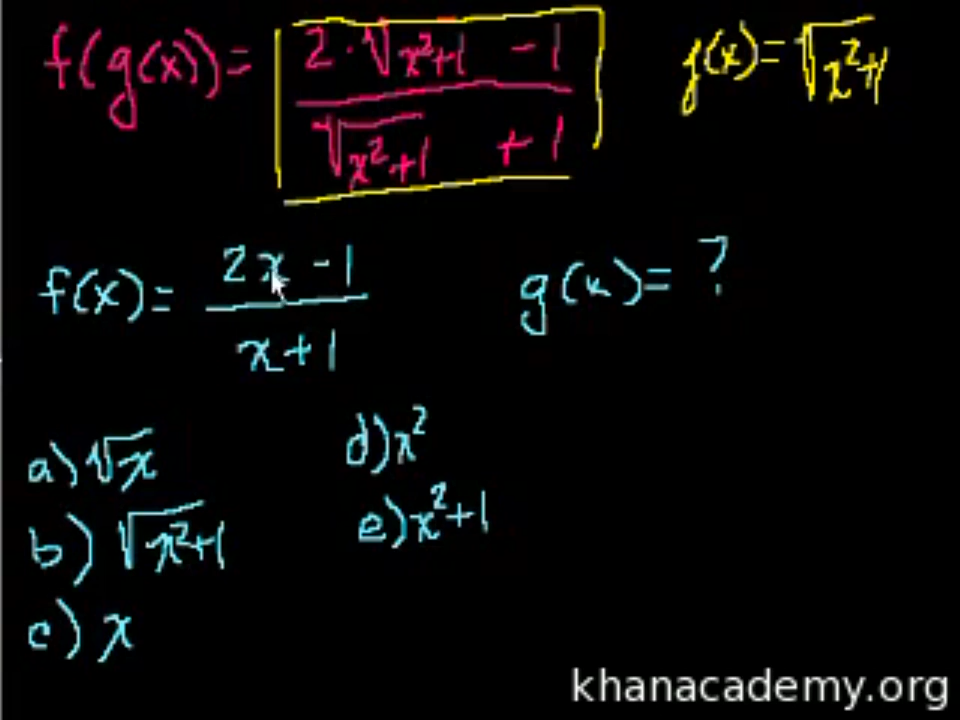 f(g(x)) = (2·√(x²+1) - 1)/(√(x²+1) + 1) g(x) = √(x²+1)
f(x) = (2x - 1)/(x + 1) g(x) = ?
a) √x d) x²
b) √(x²+1) e) x²+1
c) x
khanacademy.org